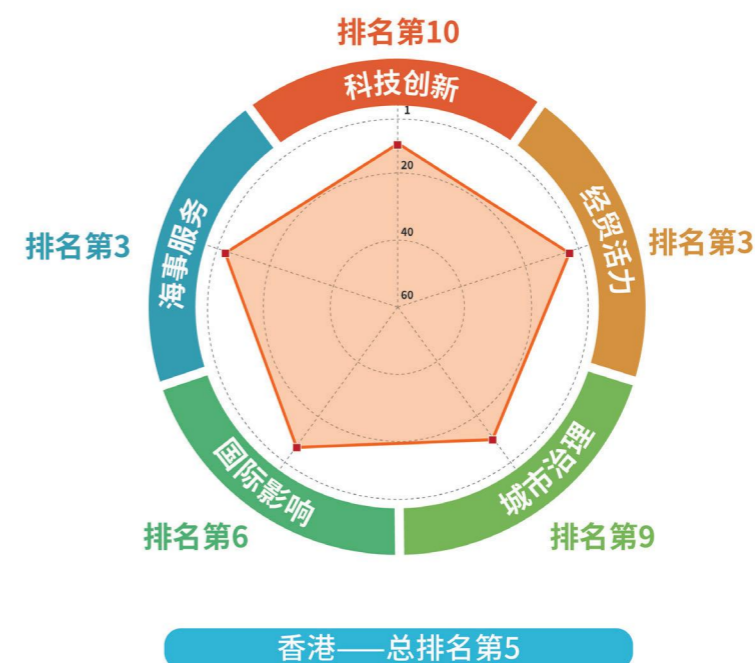 排名第10
科技创新
1
20
40
60
经贸活力
排名第3
海事服务
排名第3
国际影响
排名第6
城市治理
排名第9
香港——总排名第5